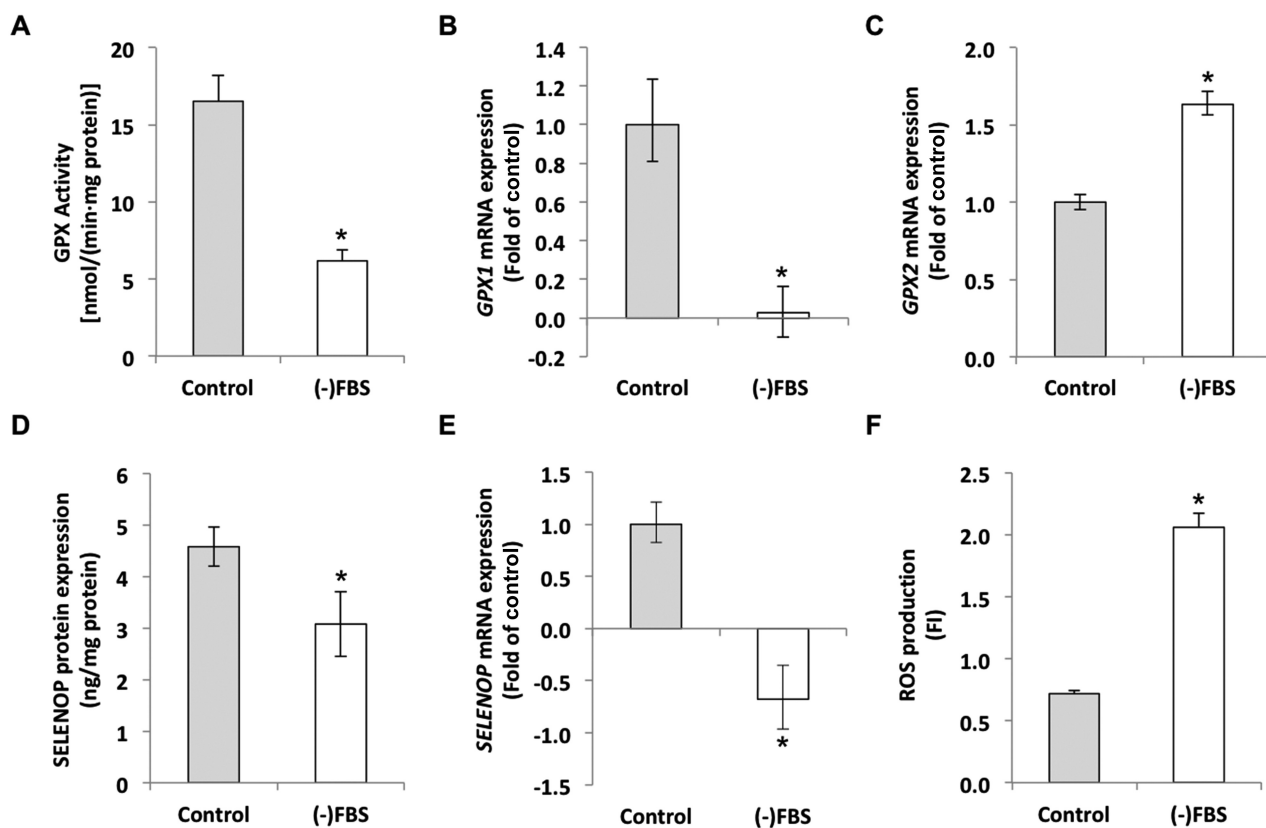 A
GPX Activity
[nmol/(min·mg protein)]
20
15
10
5
0
*
Control
(-)FBS
B
GPX1 mRNA expression
(Fold of control)
1.4
1.2
1.0
0.8
0.6
0.4
0.2
0.0
-0.2
*
Control
(-)FBS
C
GPX2 mRNA expression
(Fold of control)
2.0
1.5
1.0
0.5
0.0
*
Control
(-)FBS
D
SELENOP protein expression
(ng/mg protein)
6
5
4
3
2
1
0
*
Control
(-)FBS
E
SELENOP mRNA expression
(Fold of control)
1.5
1.0
0.5
0.0
-0.5
-1.0
-1.5
*
Control
(-)FBS
F
ROS production
(FI)
2.5
2.0
1.5
1.0
0.5
0.0
*
Control
(-)FBS